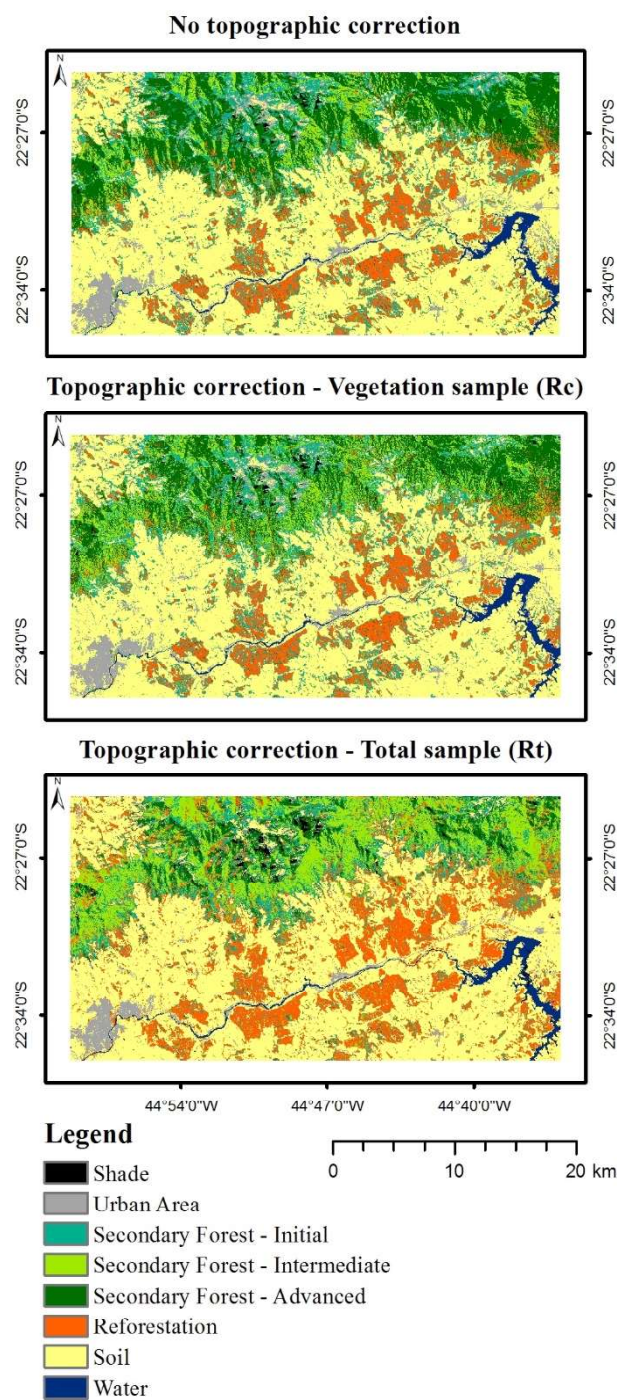 No topographic correction
N
22°27'0"S
22°27'0"S
22°34'0"S
22°34'0"S
Topographic correction - Vegetation sample (Rc)
N
22°27'0"S
22°27'0"S
22°34'0"S
22°34'0"S
Topographic correction - Total sample (Rt)
N
22°27'0"S
22°27'0"S
22°34'0"S
22°34'0"S
44°54'0"W 44°47'0"W 44°40'0"W
Legend
0 10 20 km
Shade
Urban Area
Secondary Forest - Initial
Secondary Forest - Intermediate
Secondary Forest - Advanced
Reforestation
Soil
Water